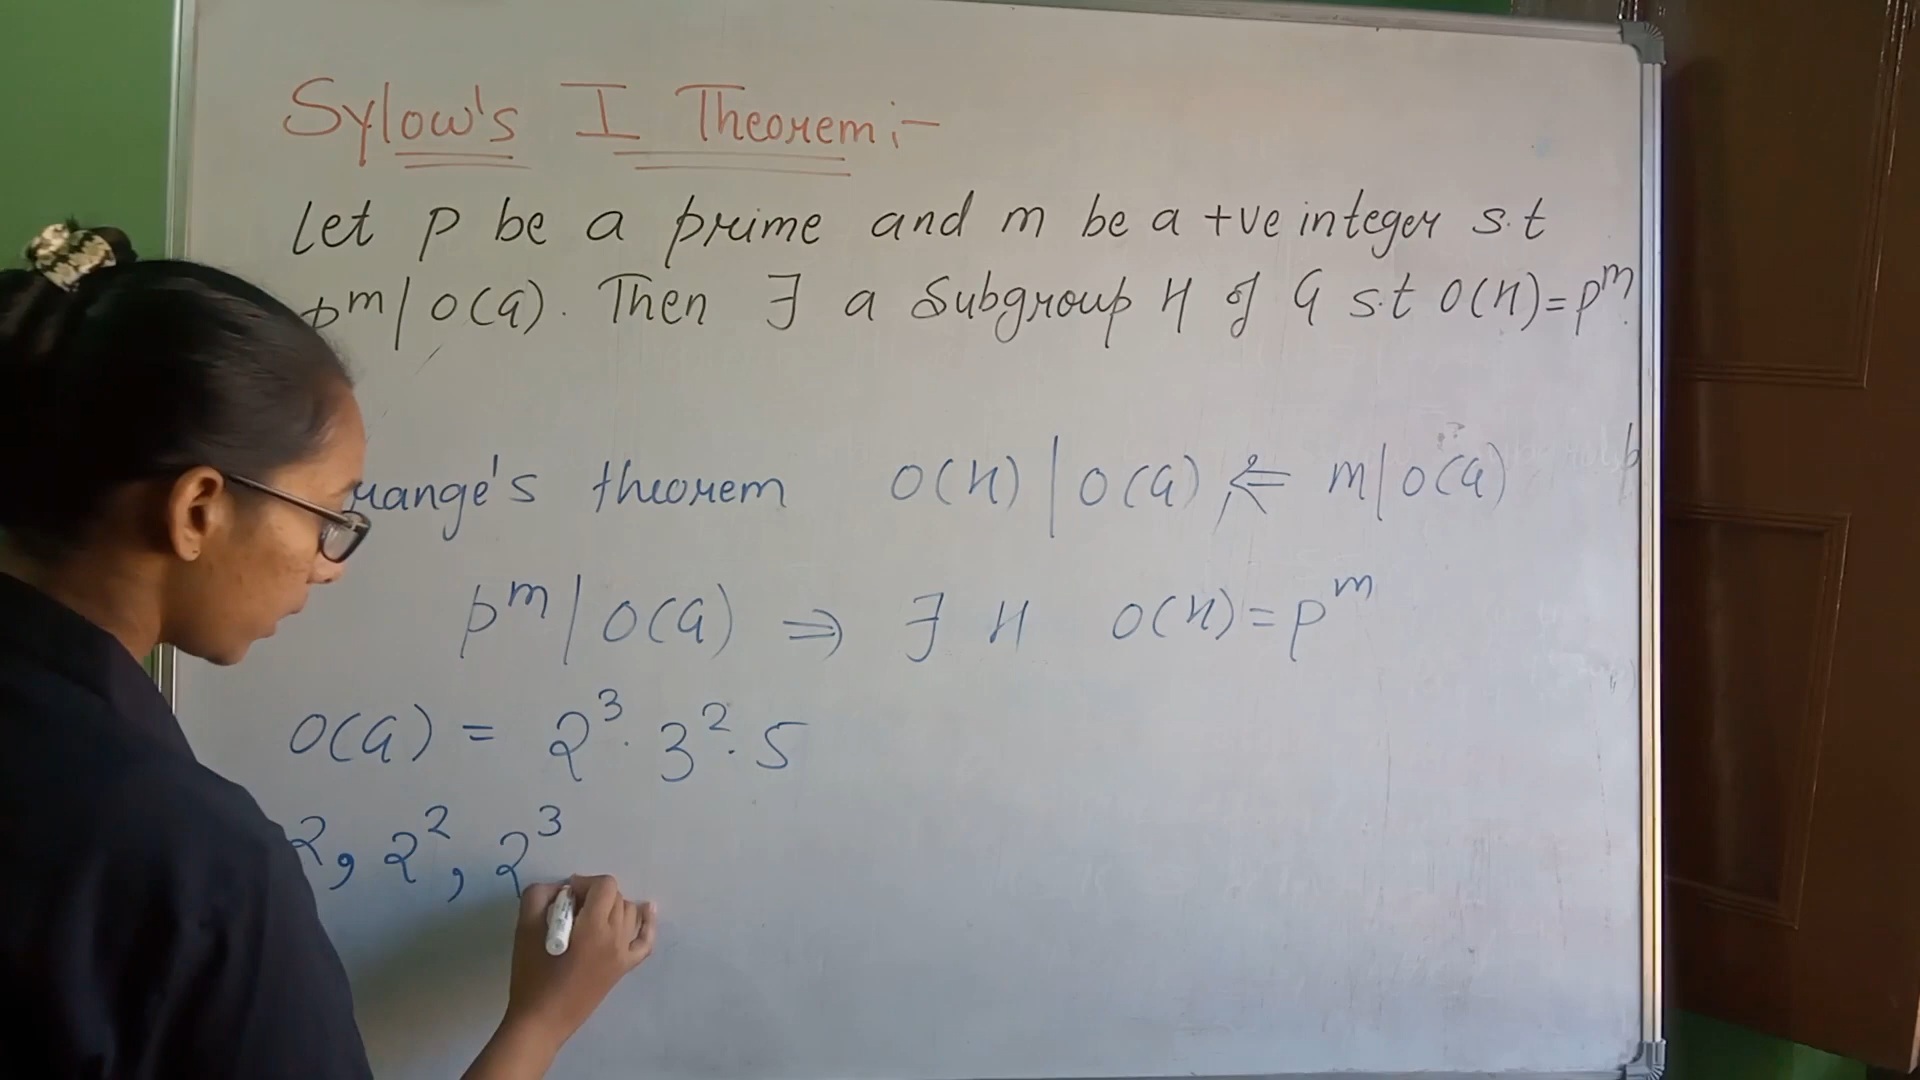 Sylow's I Theorem :-
Let p be a prime and m be a +ve integer s.t
p^m | O(G). Then ∃ a Subgroup H of G s.t O(H) = p^m.
range's theorem O(H) | O(G) ⇍ m | O(G)
p^m | O(G) ⇒ ∃ H O(H) = p^m
O(G) = 2^3 . 3^2 . 5
2, 2^2, 2^3